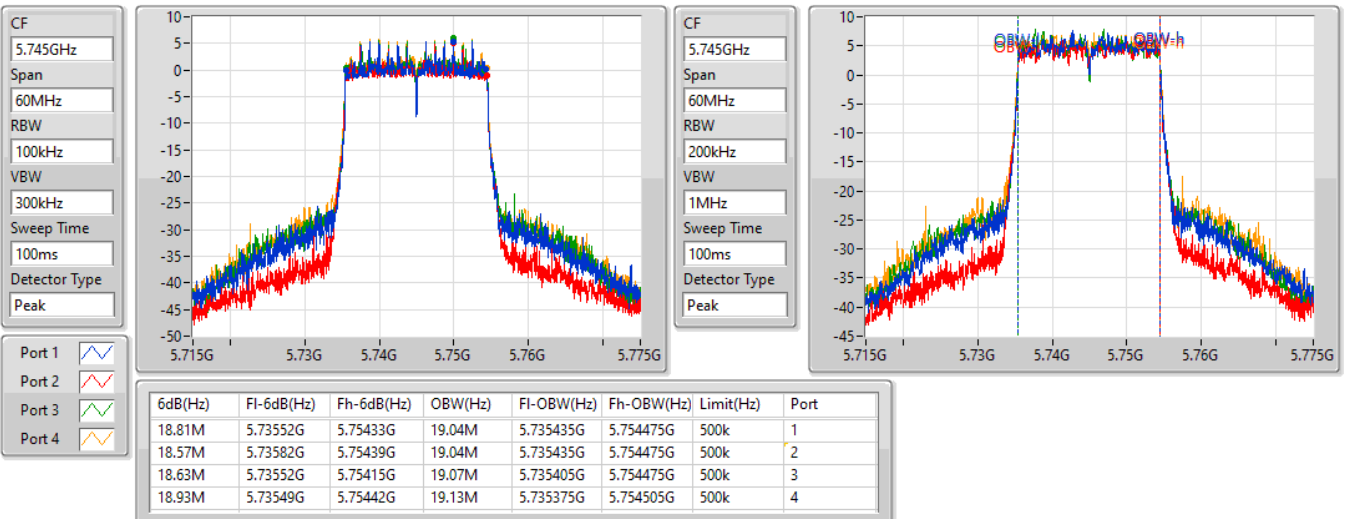 CF
5.745GHz
Span
60MHz
RBW
100kHz
VBW
300kHz
Sweep Time
100ms
Detector Type
Peak
10
5
0
-5
-10
-15
-20
-25
-30
-35
-40
-45
-50
5.715G 5.73G 5.74G 5.75G 5.76G 5.775G
CF
5.745GHz
Span
60MHz
RBW
200kHz
VBW
1MHz
Sweep Time
100ms
Detector Type
Peak
10
5
0
-5
-10
-15
-20
-25
-30
-35
-40
-45
OBW-h
5.715G 5.73G 5.74G 5.75G 5.76G 5.775G
Port 1
Port 2
Port 3
Port 4
6dB(Hz) Fl-6dB(Hz) Fh-6dB(Hz) OBW(Hz) Fl-OBW(Hz) Fh-OBW(Hz) Limit(Hz) Port
18.81M 5.73552G 5.75433G 19.04M 5.735435G 5.754475G 500k 1
18.57M 5.73582G 5.75439G 19.04M 5.735435G 5.754475G 500k 2
18.63M 5.73552G 5.75415G 19.07M 5.735405G 5.754475G 500k 3
18.93M 5.73549G 5.75442G 19.13M 5.735375G 5.754505G 500k 4